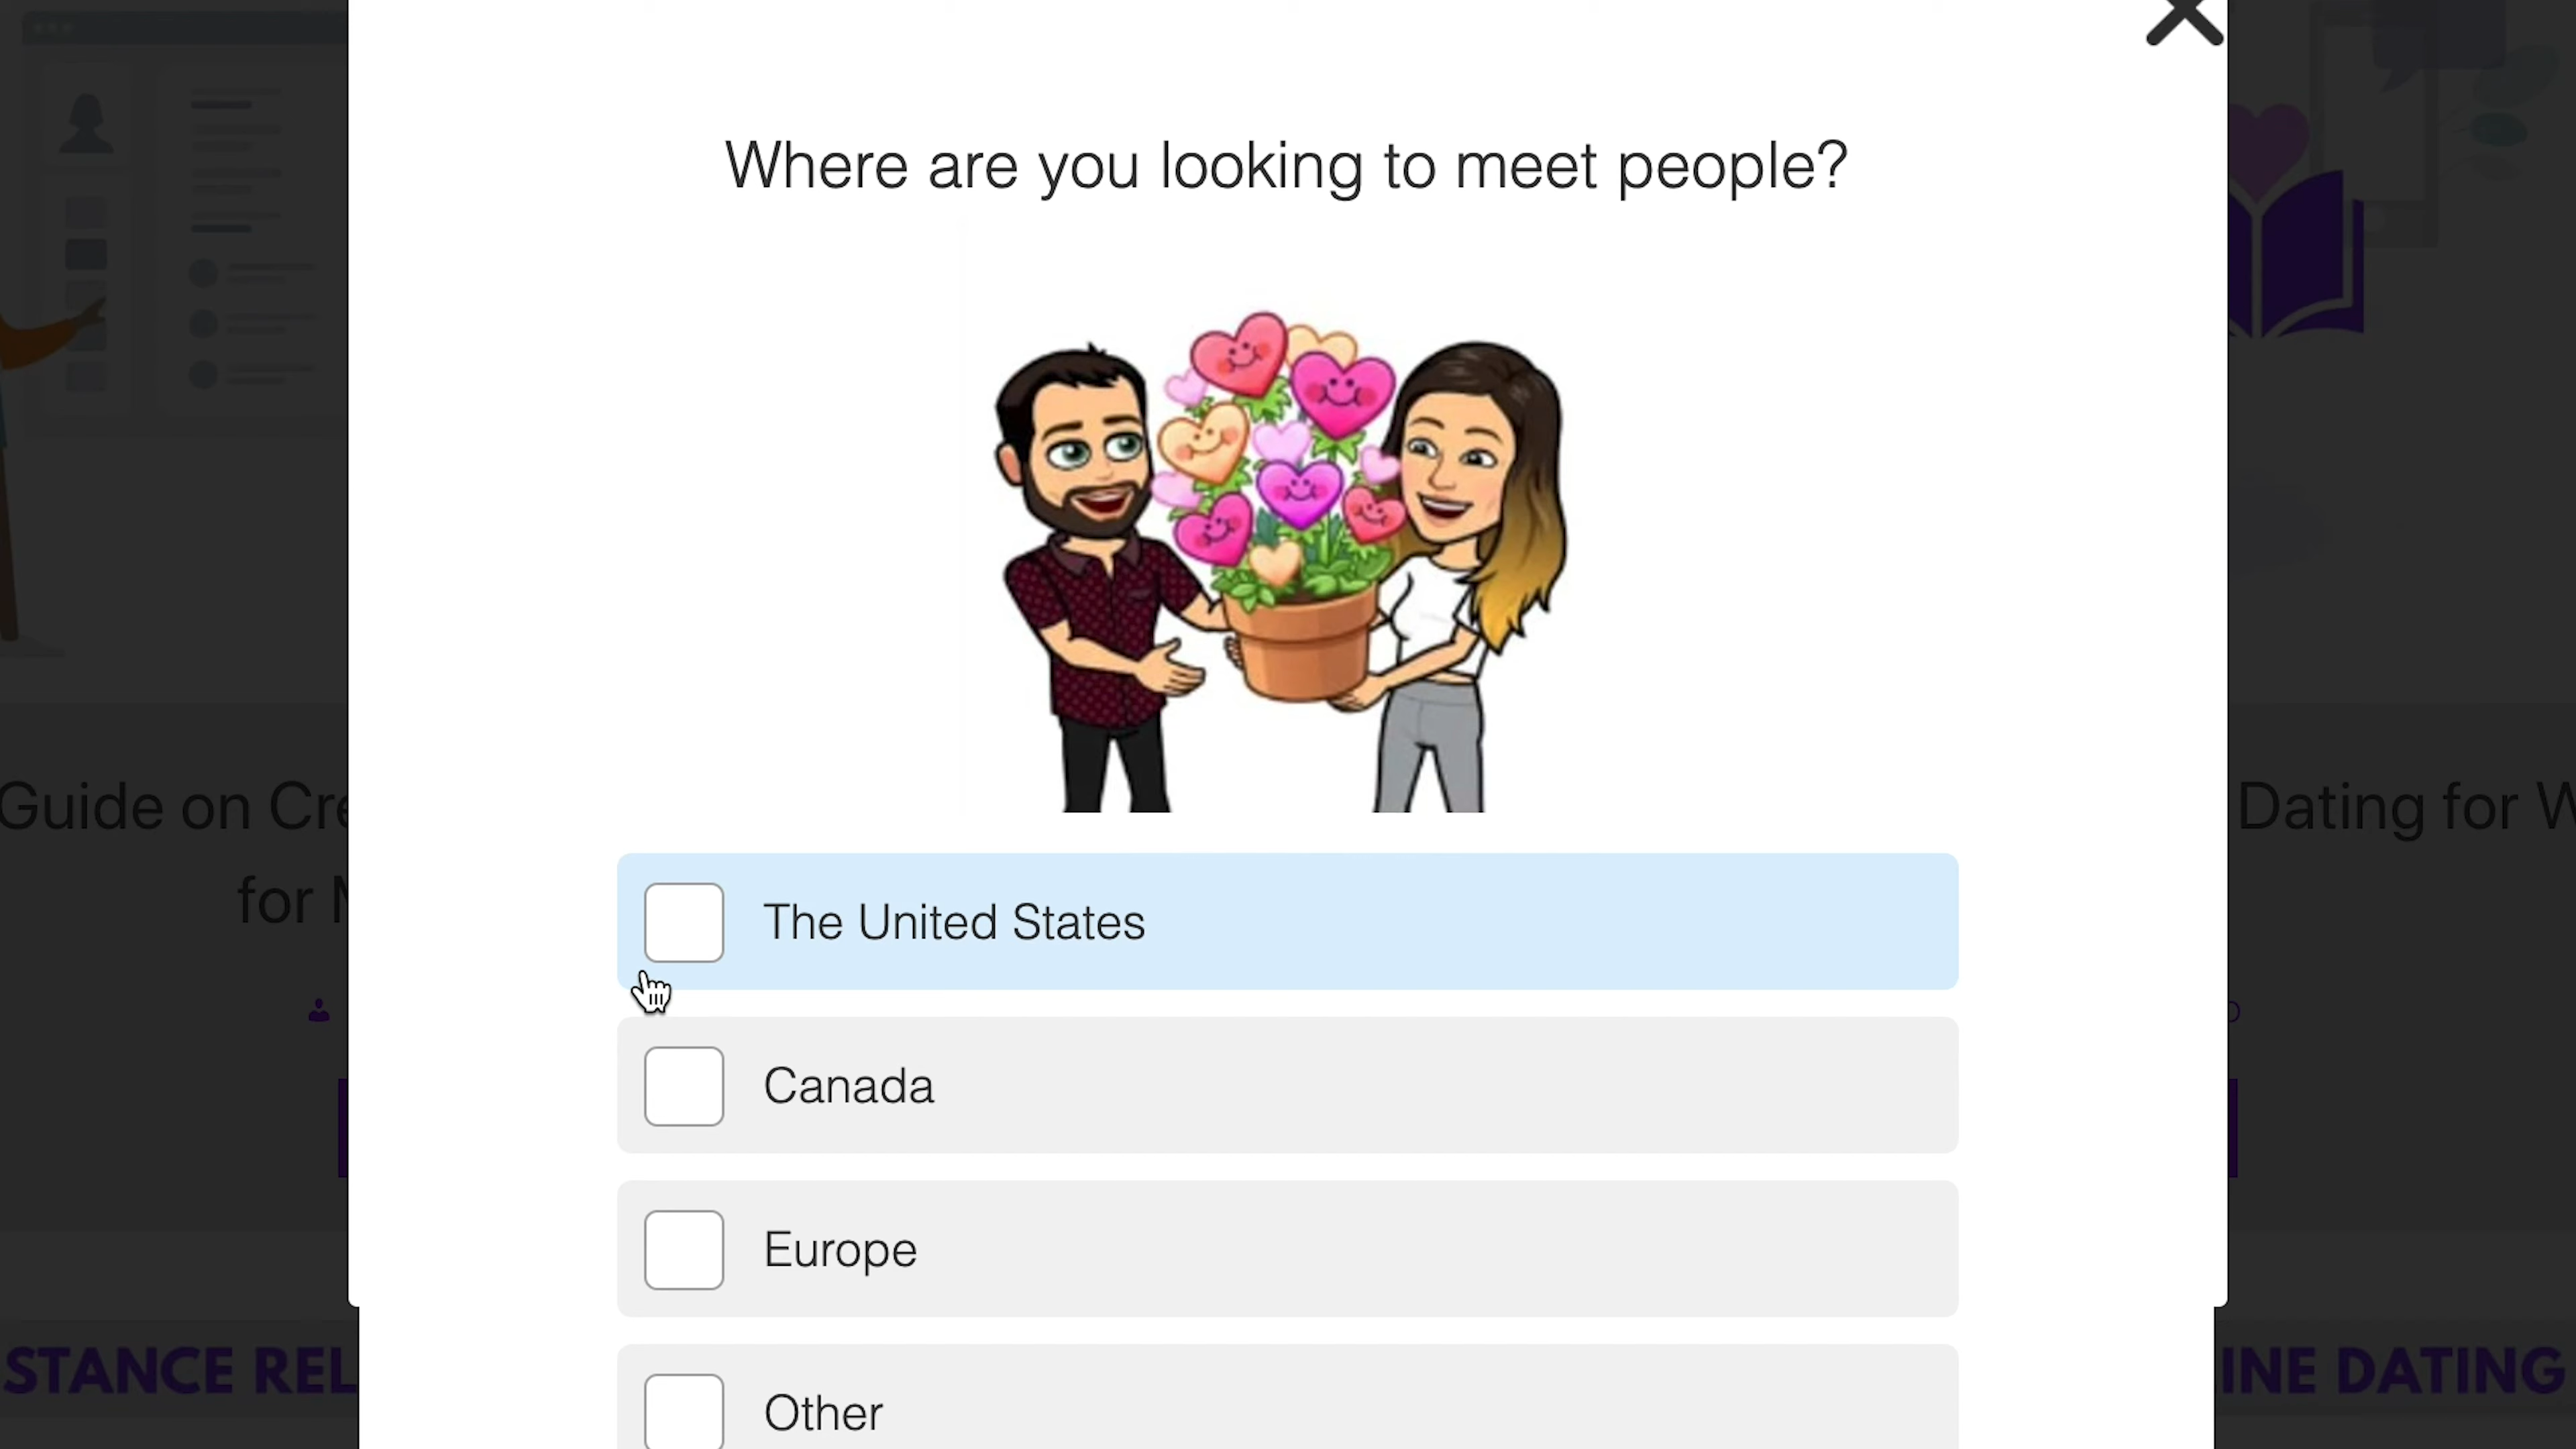 Where are you looking to meet people?
Guide on Cre
for
Dating for W
The United States
Canada
Europe
Other
STANCE REL
INE DATING